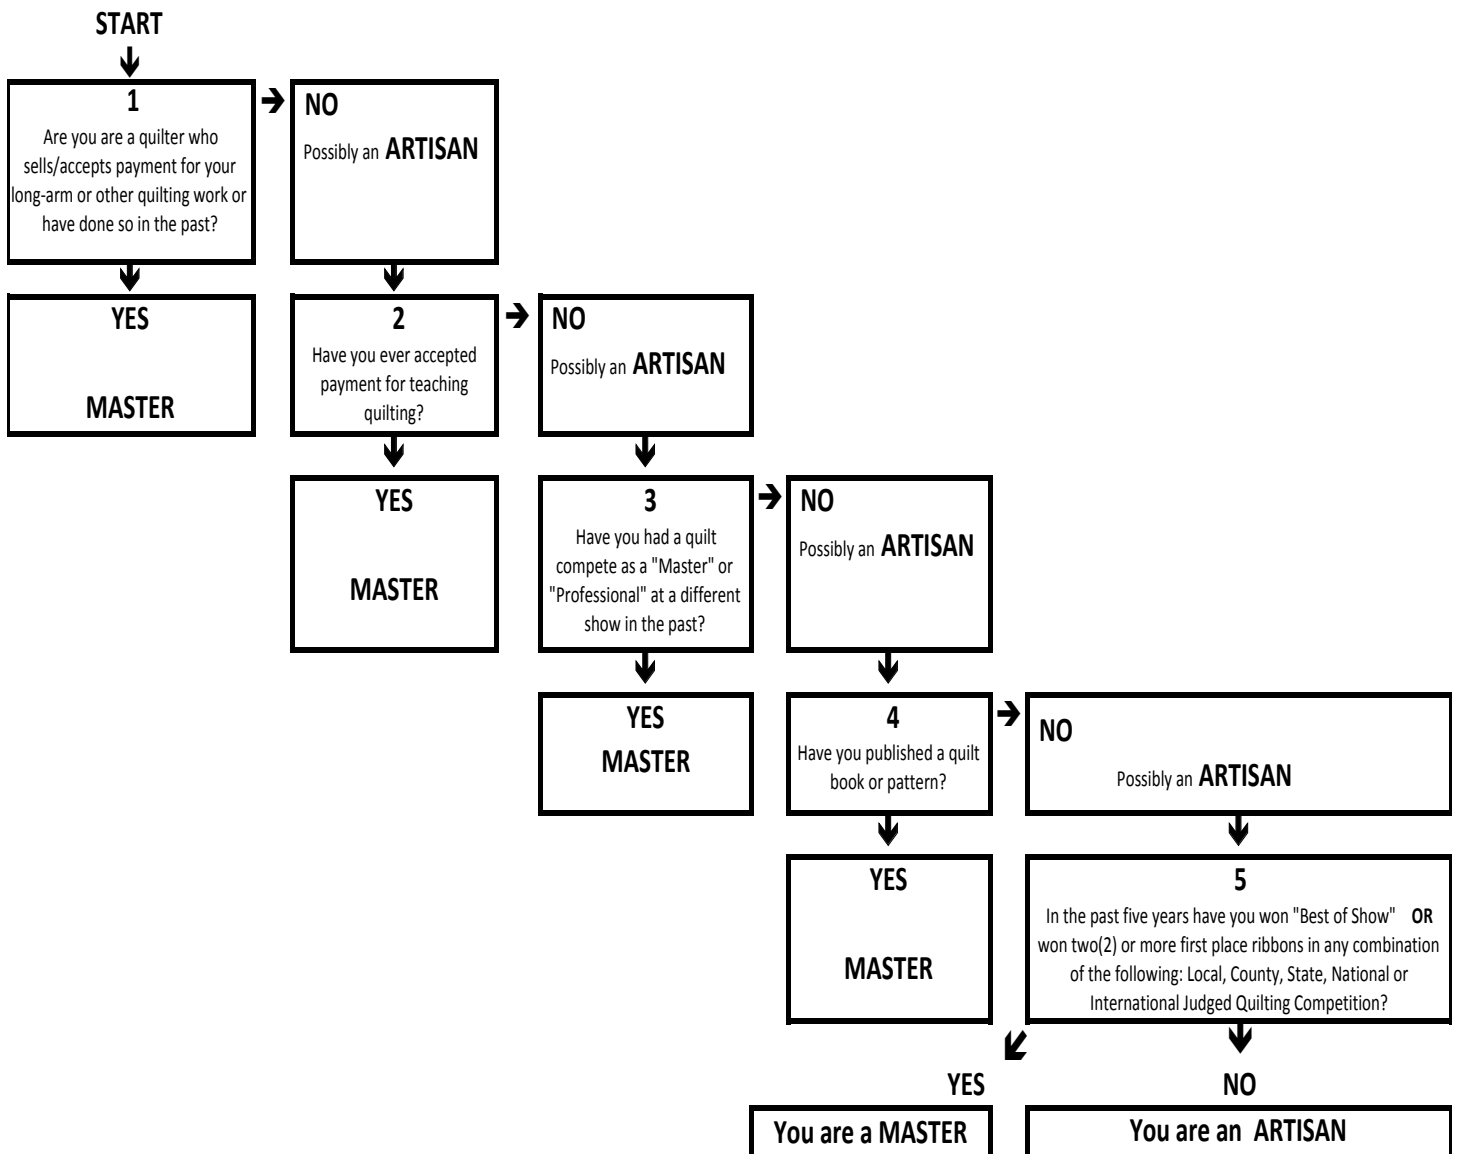 START
1
Are you are a quilter who
sells/accepts payment for your
long-arm or other quilting work or
have done so in the past?
NO
Possibly an ARTISAN
YES
MASTER
2
Have you ever accepted
payment for teaching
quilting?
NO
Possibly an ARTISAN
YES
MASTER
3
Have you had a quilt
compete as a "Master" or
"Professional" at a different
show in the past?
NO
Possibly an ARTISAN
YES
MASTER
4
Have you published a quilt
book or pattern?
NO
Possibly an ARTISAN
YES
MASTER
5
In the past five years have you won "Best of Show" OR
won two(2) or more first place ribbons in any combination
of the following: Local, County, State, National or
International Judged Quilting Competition?
YES
NO
You are a MASTER
You are an ARTISAN